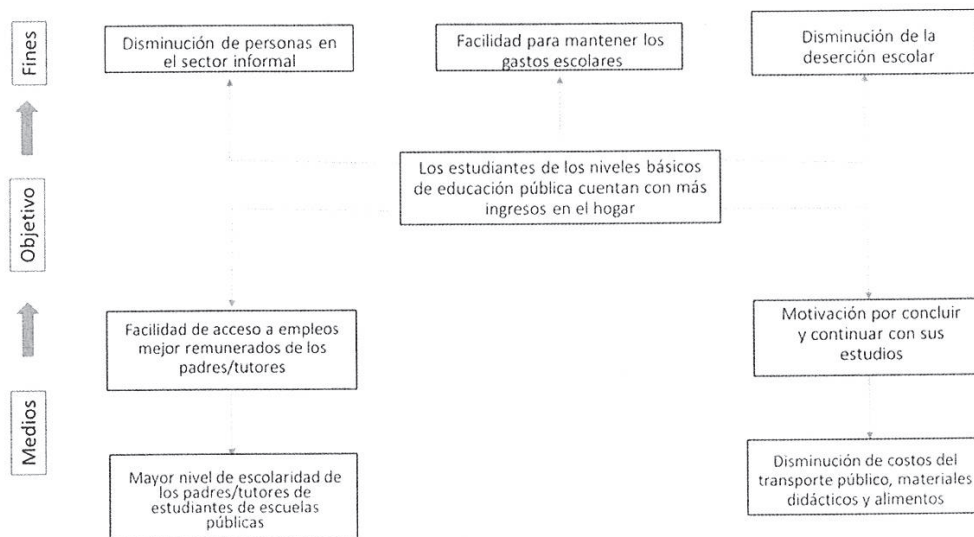 Fines
Disminución de personas en
el sector informal
Facilidad para mantener los
gastos escolares
Disminución de la
deserción escolar
Objetivo
Los estudiantes de los niveles básicos
de educación pública cuentan con más
ingresos en el hogar
Medios
Facilidad de acceso a empleos
mejor remunerados de los
padres/tutores
Motivación por concluir
y continuar con sus
estudios
Mayor nivel de escolaridad de
los padres/tutores de
estudiantes de escuelas
públicas
Disminución de costos del
transporte público, materiales
didácticos y alimentos